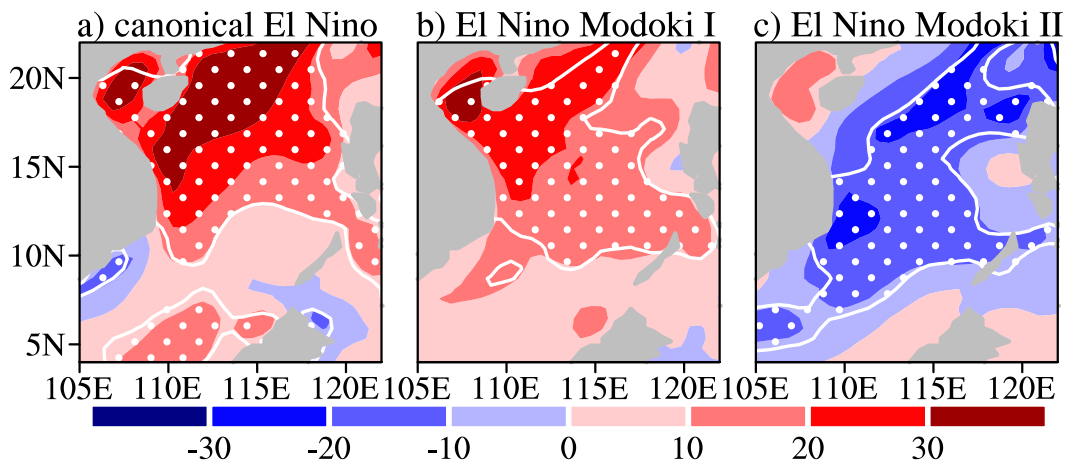 a) canonical El Nino b) El Nino Modoki I c) El Nino Modoki II
20N
15N
10N
5N
105E 110E 115E 120E 105E 110E 115E 120E 105E 110E 115E 120E
-30 -20 -10 0 10 20 30